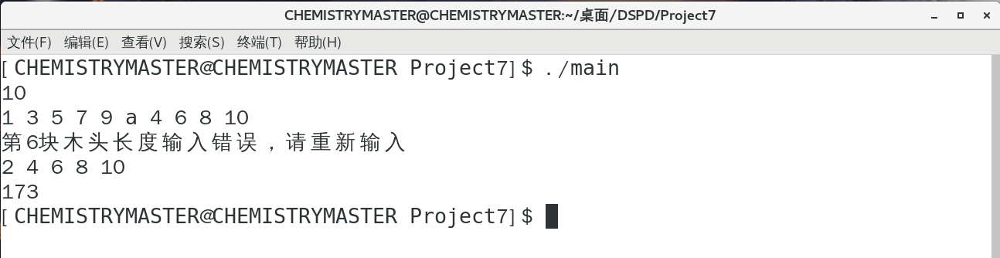 CHEMISTRYMASTER@CHEMISTRYMASTER:~/桌面/DSPD/Project7
文件(F) 编辑(E) 查看(V) 搜索(S) 终端(T) 帮助(H)
[CHEMISTRYMASTER@CHEMISTRYMASTER Project7]$ ./main
10
1 3 5 7 9 a 4 6 8 10
第6块木头长度输入错误，请重新输入
2 4 6 8 10
173
[CHEMISTRYMASTER@CHEMISTRYMASTER Project7]$